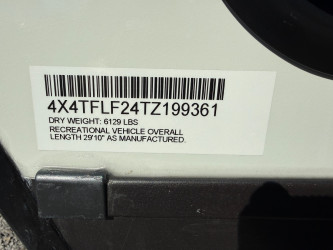 4X4TFLF24TZ199361
DRY WEIGHT: 6129 LBS
RECREATIONAL VEHICLE OVERALL
LENGTH 29'10" AS MANUFACTURED.